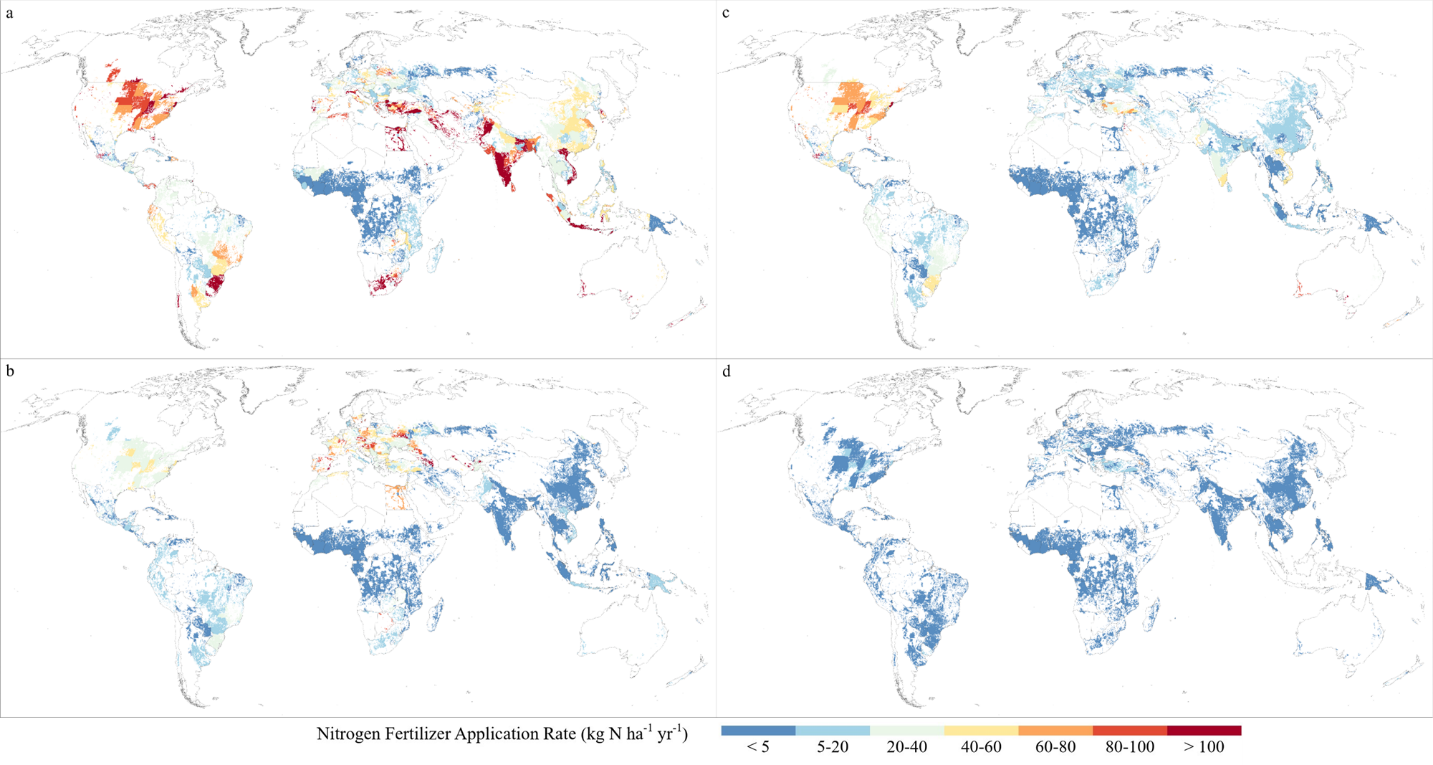 a
c
b
d
Nitrogen Fertilizer Application Rate (kg N ha⁻¹ yr⁻¹)
< 5 5-20 20-40 40-60 60-80 80-100 > 100